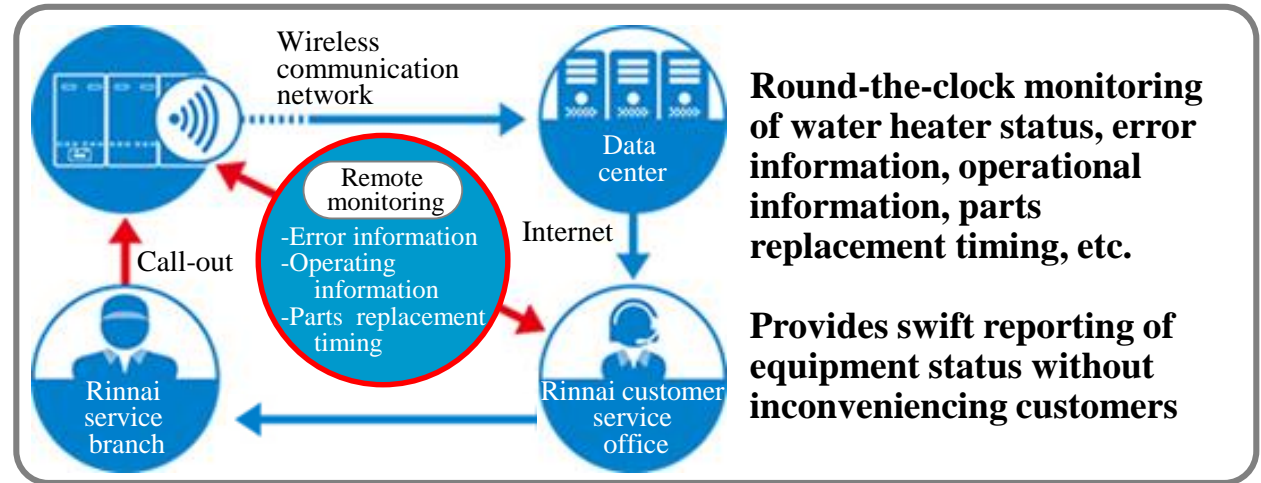 Wireless
communication
network
Data
center
Remote
monitoring
-Error information
-Operating
information
-Parts replacement
timing
Internet
Call-out
Rinnai
service
branch
Rinnai customer
service
office
Round-the-clock monitoring
of water heater status, error
information, operational
information, parts
replacement timing, etc.
Provides swift reporting of
equipment status without
inconveniencing customers